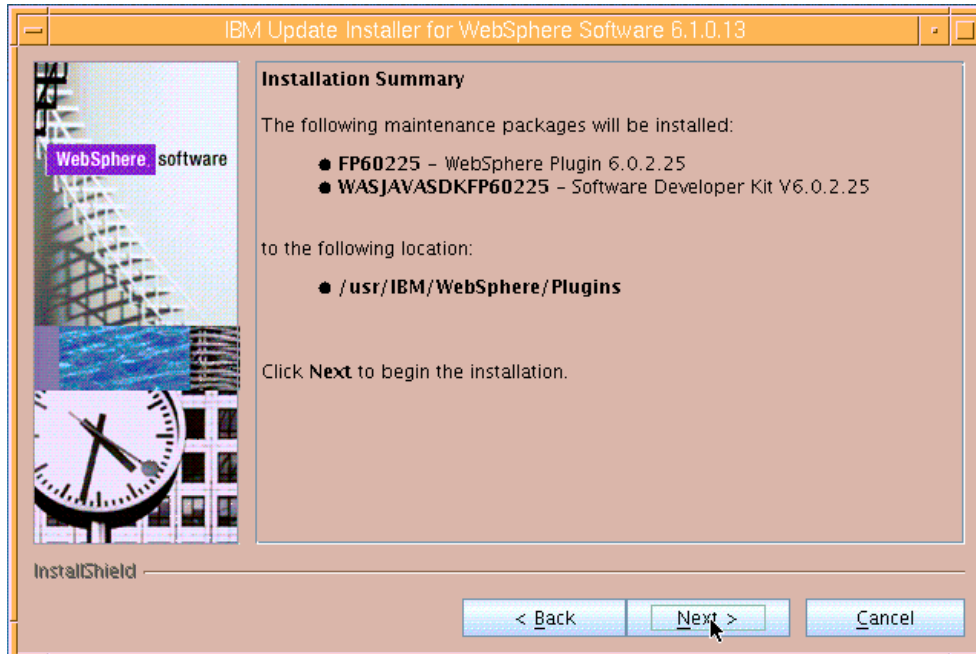 IBM Update Installer for WebSphere Software 6.1.0.13
WebSphere software
Installation Summary
The following maintenance packages will be installed:
● FP60225 – WebSphere Plugin 6.0.2.25
● WASJAVASDKFP60225 – Software Developer Kit V6.0.2.25
to the following location:
● /usr/IBM/WebSphere/Plugins
Click Next to begin the installation.
InstallShield
< Back
Next >
Cancel